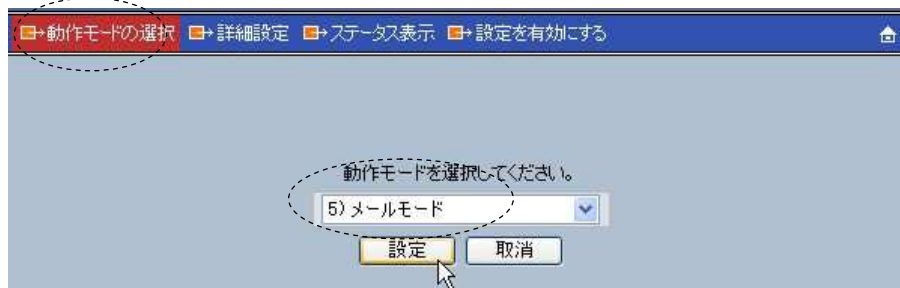 動作モードの選択 詳細設定 ステータス表示 設定を有効にする
動作モードを選択してください。
5) メールモード
設定 取消